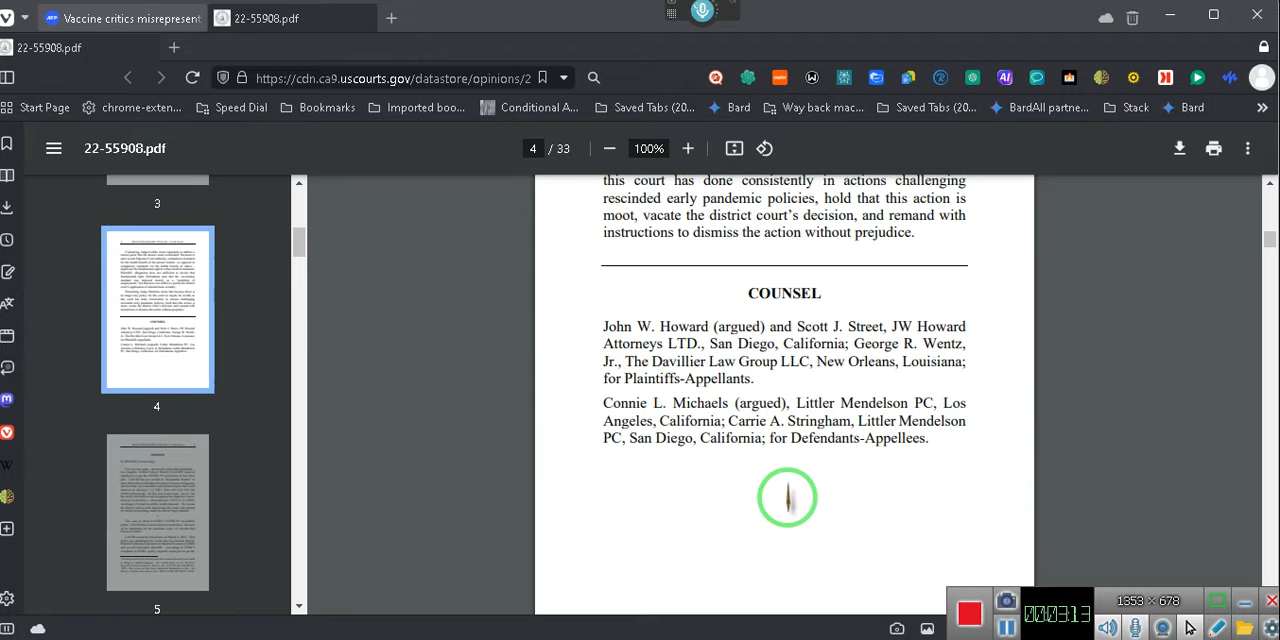 Vaccine critics misrepresent
22-55908.pdf
22-55908.pdf
https://cdn.ca9.uscourts.gov/datastore/opinions/2
Start Page
chrome-exten...
Speed Dial
Bookmarks
Imported boo...
Conditional A...
Saved Tabs (20...
Bard
Way back mac...
Saved Tabs (20...
BardAll partne...
Stack
Bard
22-55908.pdf
4 / 33
100%
3
4
5
this court has done consistently in actions challenging
rescinded early pandemic policies, hold that this action is
moot, vacate the district court's decision, and remand with
instructions to dismiss the action without prejudice.
COUNSEL
John W. Howard (argued) and Scott J. Street, JW Howard
Attorneys LTD., San Diego, California; George R. Wentz,
Jr., The Davillier Law Group LLC, New Orleans, Louisiana;
for Plaintiffs-Appellants.
Connie L. Michaels (argued), Littler Mendelson PC, Los
Angeles, California; Carrie A. Stringham, Littler Mendelson
PC, San Diego, California; for Defendants-Appellees.
1353 × 678
000:3:13